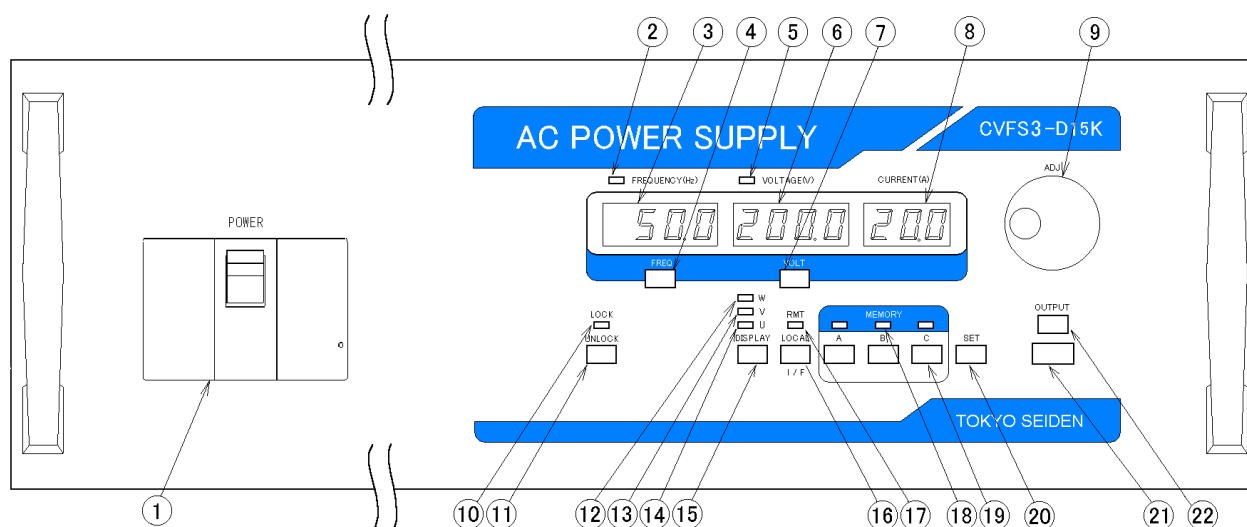 2 3 4 5 6 7 8 9
AC POWER SUPPLY CVFS3-D15K
FREQUENCY(Hz) VOLTAGE(V) CURRENT(A) ADJ
POWER
50.0 200.0 20.0
FREQ VOLT
W
LOCK V RMT MEMORY OUTPUT
U
UNLOCK DISPLAY LOCAL A B C SET
I/F
TOKYO SEIDEN
1 10 11 12 13 14 15 16 17 18 19 20 21 22